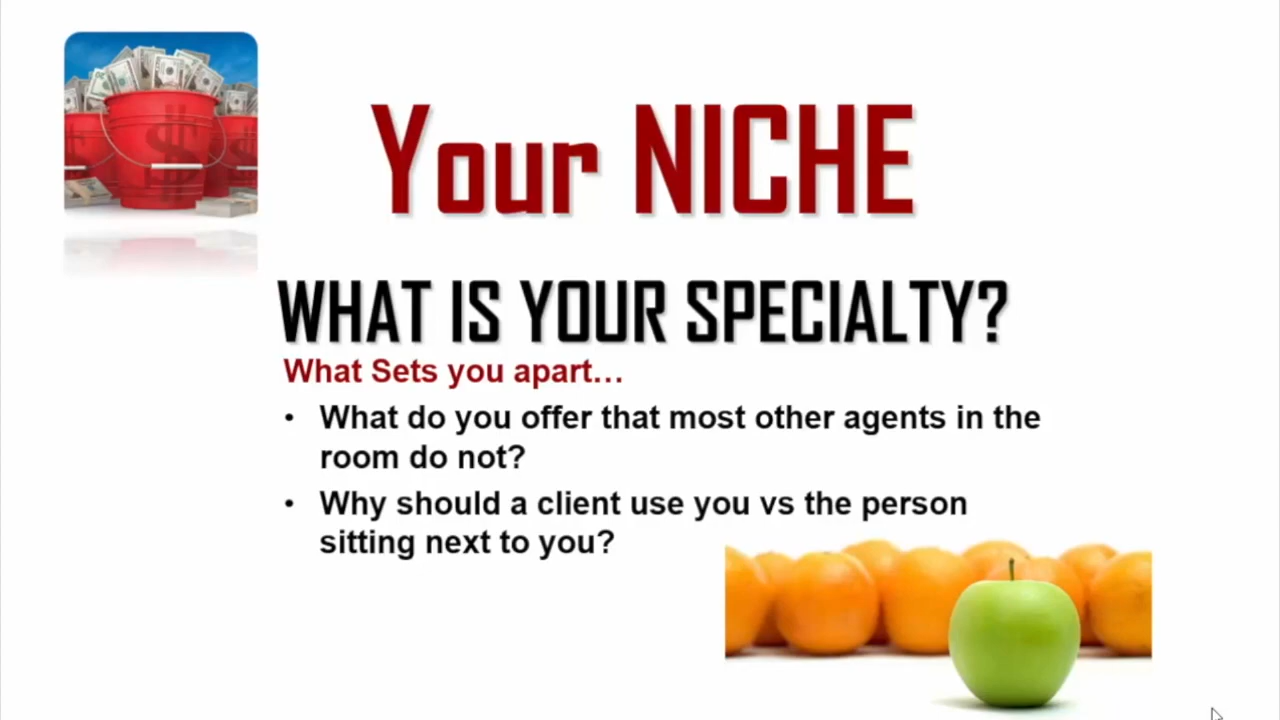 Your NICHE
WHAT IS YOUR SPECIALTY?
What Sets you apart…
• What do you offer that most other agents in the
room do not?
• Why should a client use you vs the person
sitting next to you?